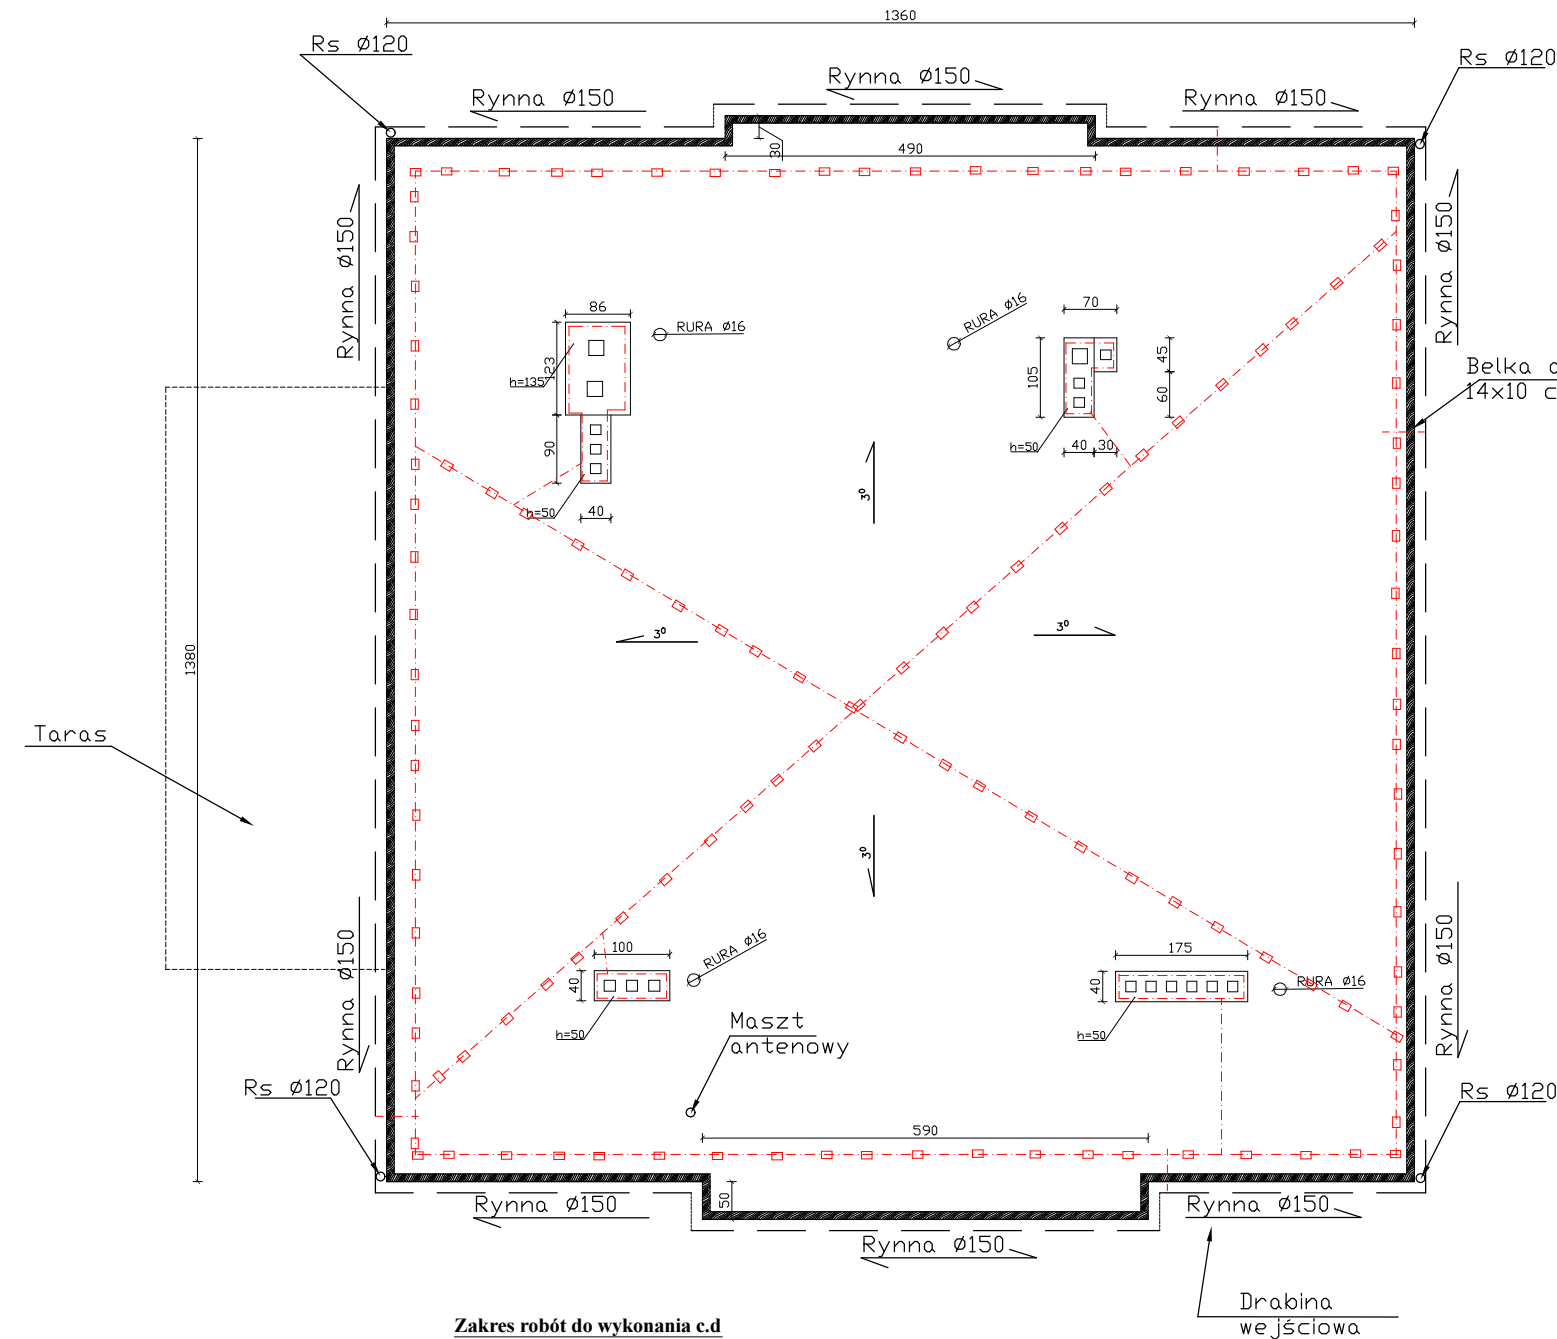 1360
Rs Ø120
Rs Ø120
Rynna Ø150
Rynna Ø150
Rynna Ø150
30
490
Rynna Ø150
Rynna Ø150
86
RURA Ø16
RURA Ø16
70
h=135
123
105
45
60
Belka o
14x10 c
90
h=50
40
h=50
40
30
3⁰
3⁰
3⁰
1380
Taras
3⁰
Rynna Ø150
Rynna Ø150
100
RURA Ø16
175
RURA Ø16
40
40
h=50
h=50
Maszt
antenowy
Rs Ø120
Rs Ø120
590
50
Rynna Ø150
Rynna Ø150
Rynna Ø150
Drabina
wejściowa
Zakres robót do wykonania c.d